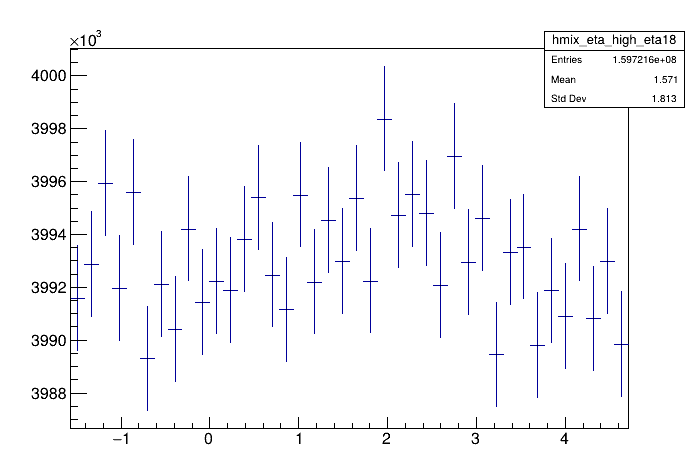 ×10³
hmix_eta_high_eta18
Entries 1.597216e+08
Mean 1.571
Std Dev 1.813
4000
3998
3996
3994
3992
3990
3988
−1 0 1 2 3 4